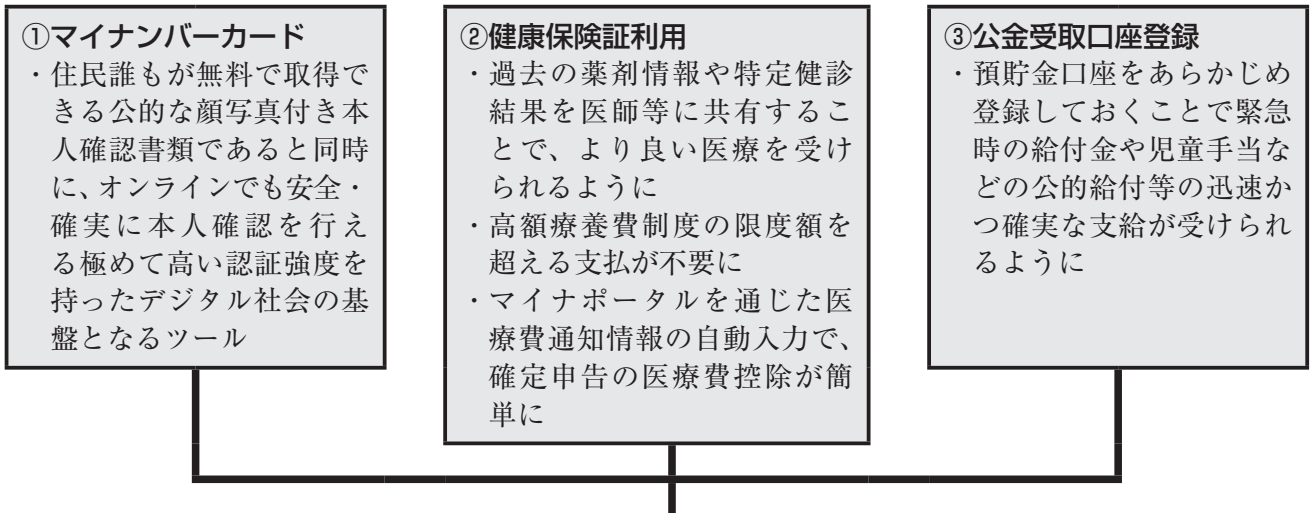 ①マイナンバーカード
・住民誰もが無料で取得で
きる公的な顔写真付き本
人確認書類であると同時
に、オンラインでも安全・
確実に本人確認を行え
る極めて高い認証強度を
持ったデジタル社会の基
盤となるツール
②健康保険証利用
・過去の薬剤情報や特定健診
結果を医師等に共有するこ
とで、より良い医療を受け
られるように
・高額療養費制度の限度額を
超える支払が不要に
・マイナポータルを通じた医
療費通知情報の自動入力で、
確定申告の医療費控除が簡
単に
③公金受取口座登録
・預貯金口座をあらかじめ
登録しておくことで緊急
時の給付金や児童手当な
どの公的給付等の迅速か
つ確実な支給が受けられ
るように